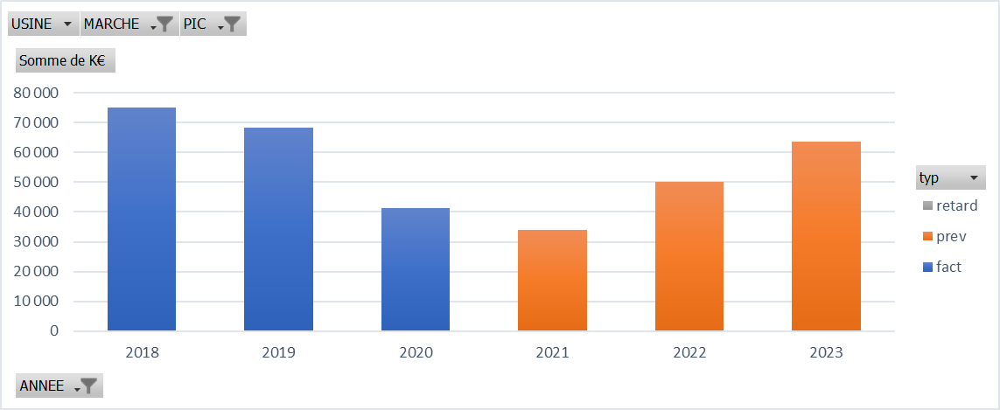 USINE MARCHE PIC
Somme de K€
80 000
70 000
60 000
50 000
40 000
30 000
20 000
10 000
0
2018 2019 2020 2021 2022 2023
typ
retard
prev
fact
ANNEE